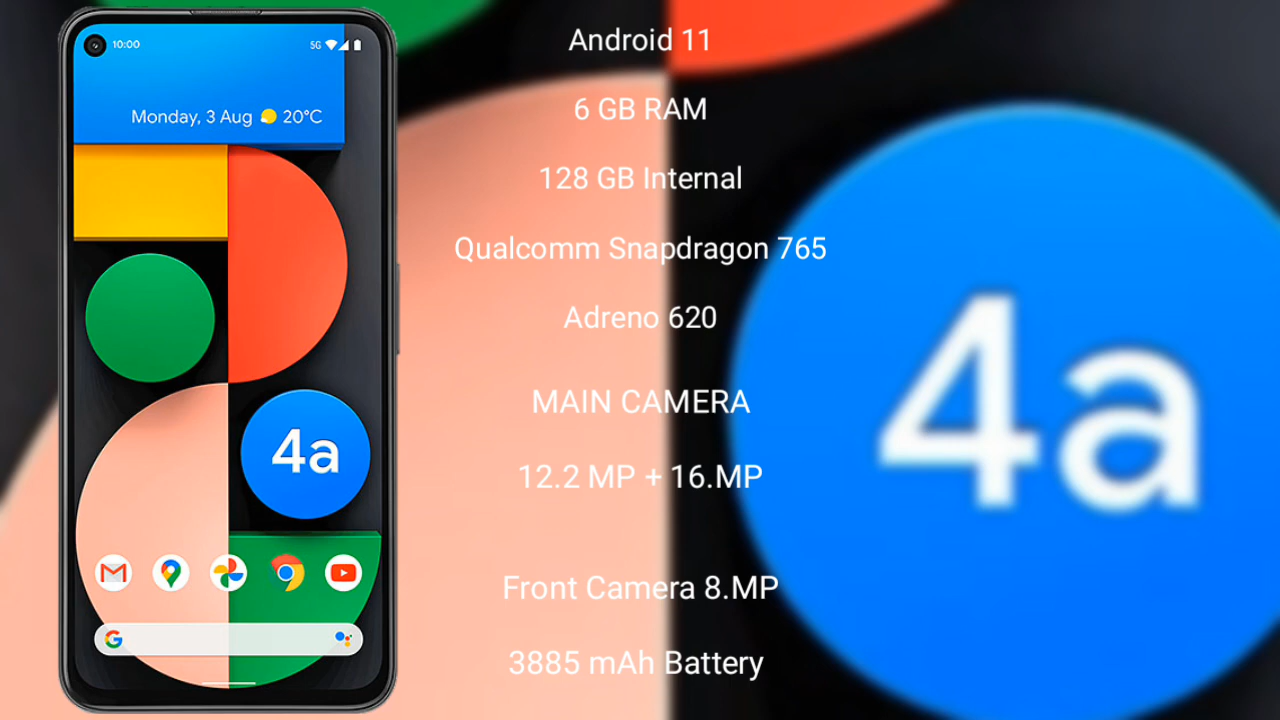 10:00
5G
Monday, 3 Aug 20°C
4a
G
Android 11
6 GB RAM
128 GB Internal
Qualcomm Snapdragon 765
Adreno 620
MAIN CAMERA
12.2 MP + 16.MP
Front Camera 8.MP
3885 mAh Battery
4a